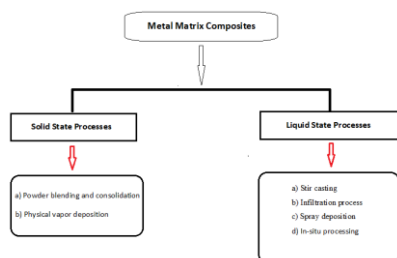 Metal Matrix Composites
Solid State Processes
Liquid State Processes
a) Powder blending and consolidation
b) Physical vapor deposition
a) Stir casting
b) Infiltration process
c) Spray deposition
d) In-situ processing